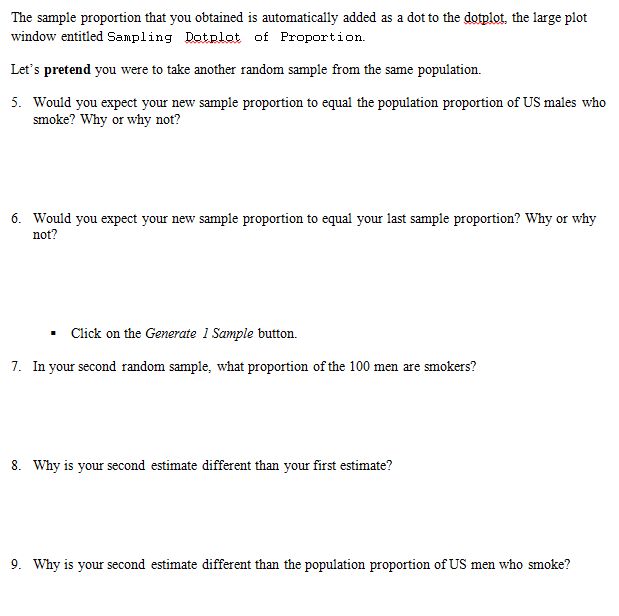 The sample proportion that you obtained is automatically added as a dot to the dotplot, the large plot
window entitled Sampling Dotplot of Proportion.
Let's pretend you were to take another random sample from the same population.
5. Would you expect your new sample proportion to equal the population proportion of US males who
smoke? Why or why not?
6. Would you expect your new sample proportion to equal your last sample proportion? Why or why
not?
▪ Click on the Generate 1 Sample button.
7. In your second random sample, what proportion of the 100 men are smokers?
8. Why is your second estimate different than your first estimate?
9. Why is your second estimate different than the population proportion of US men who smoke?